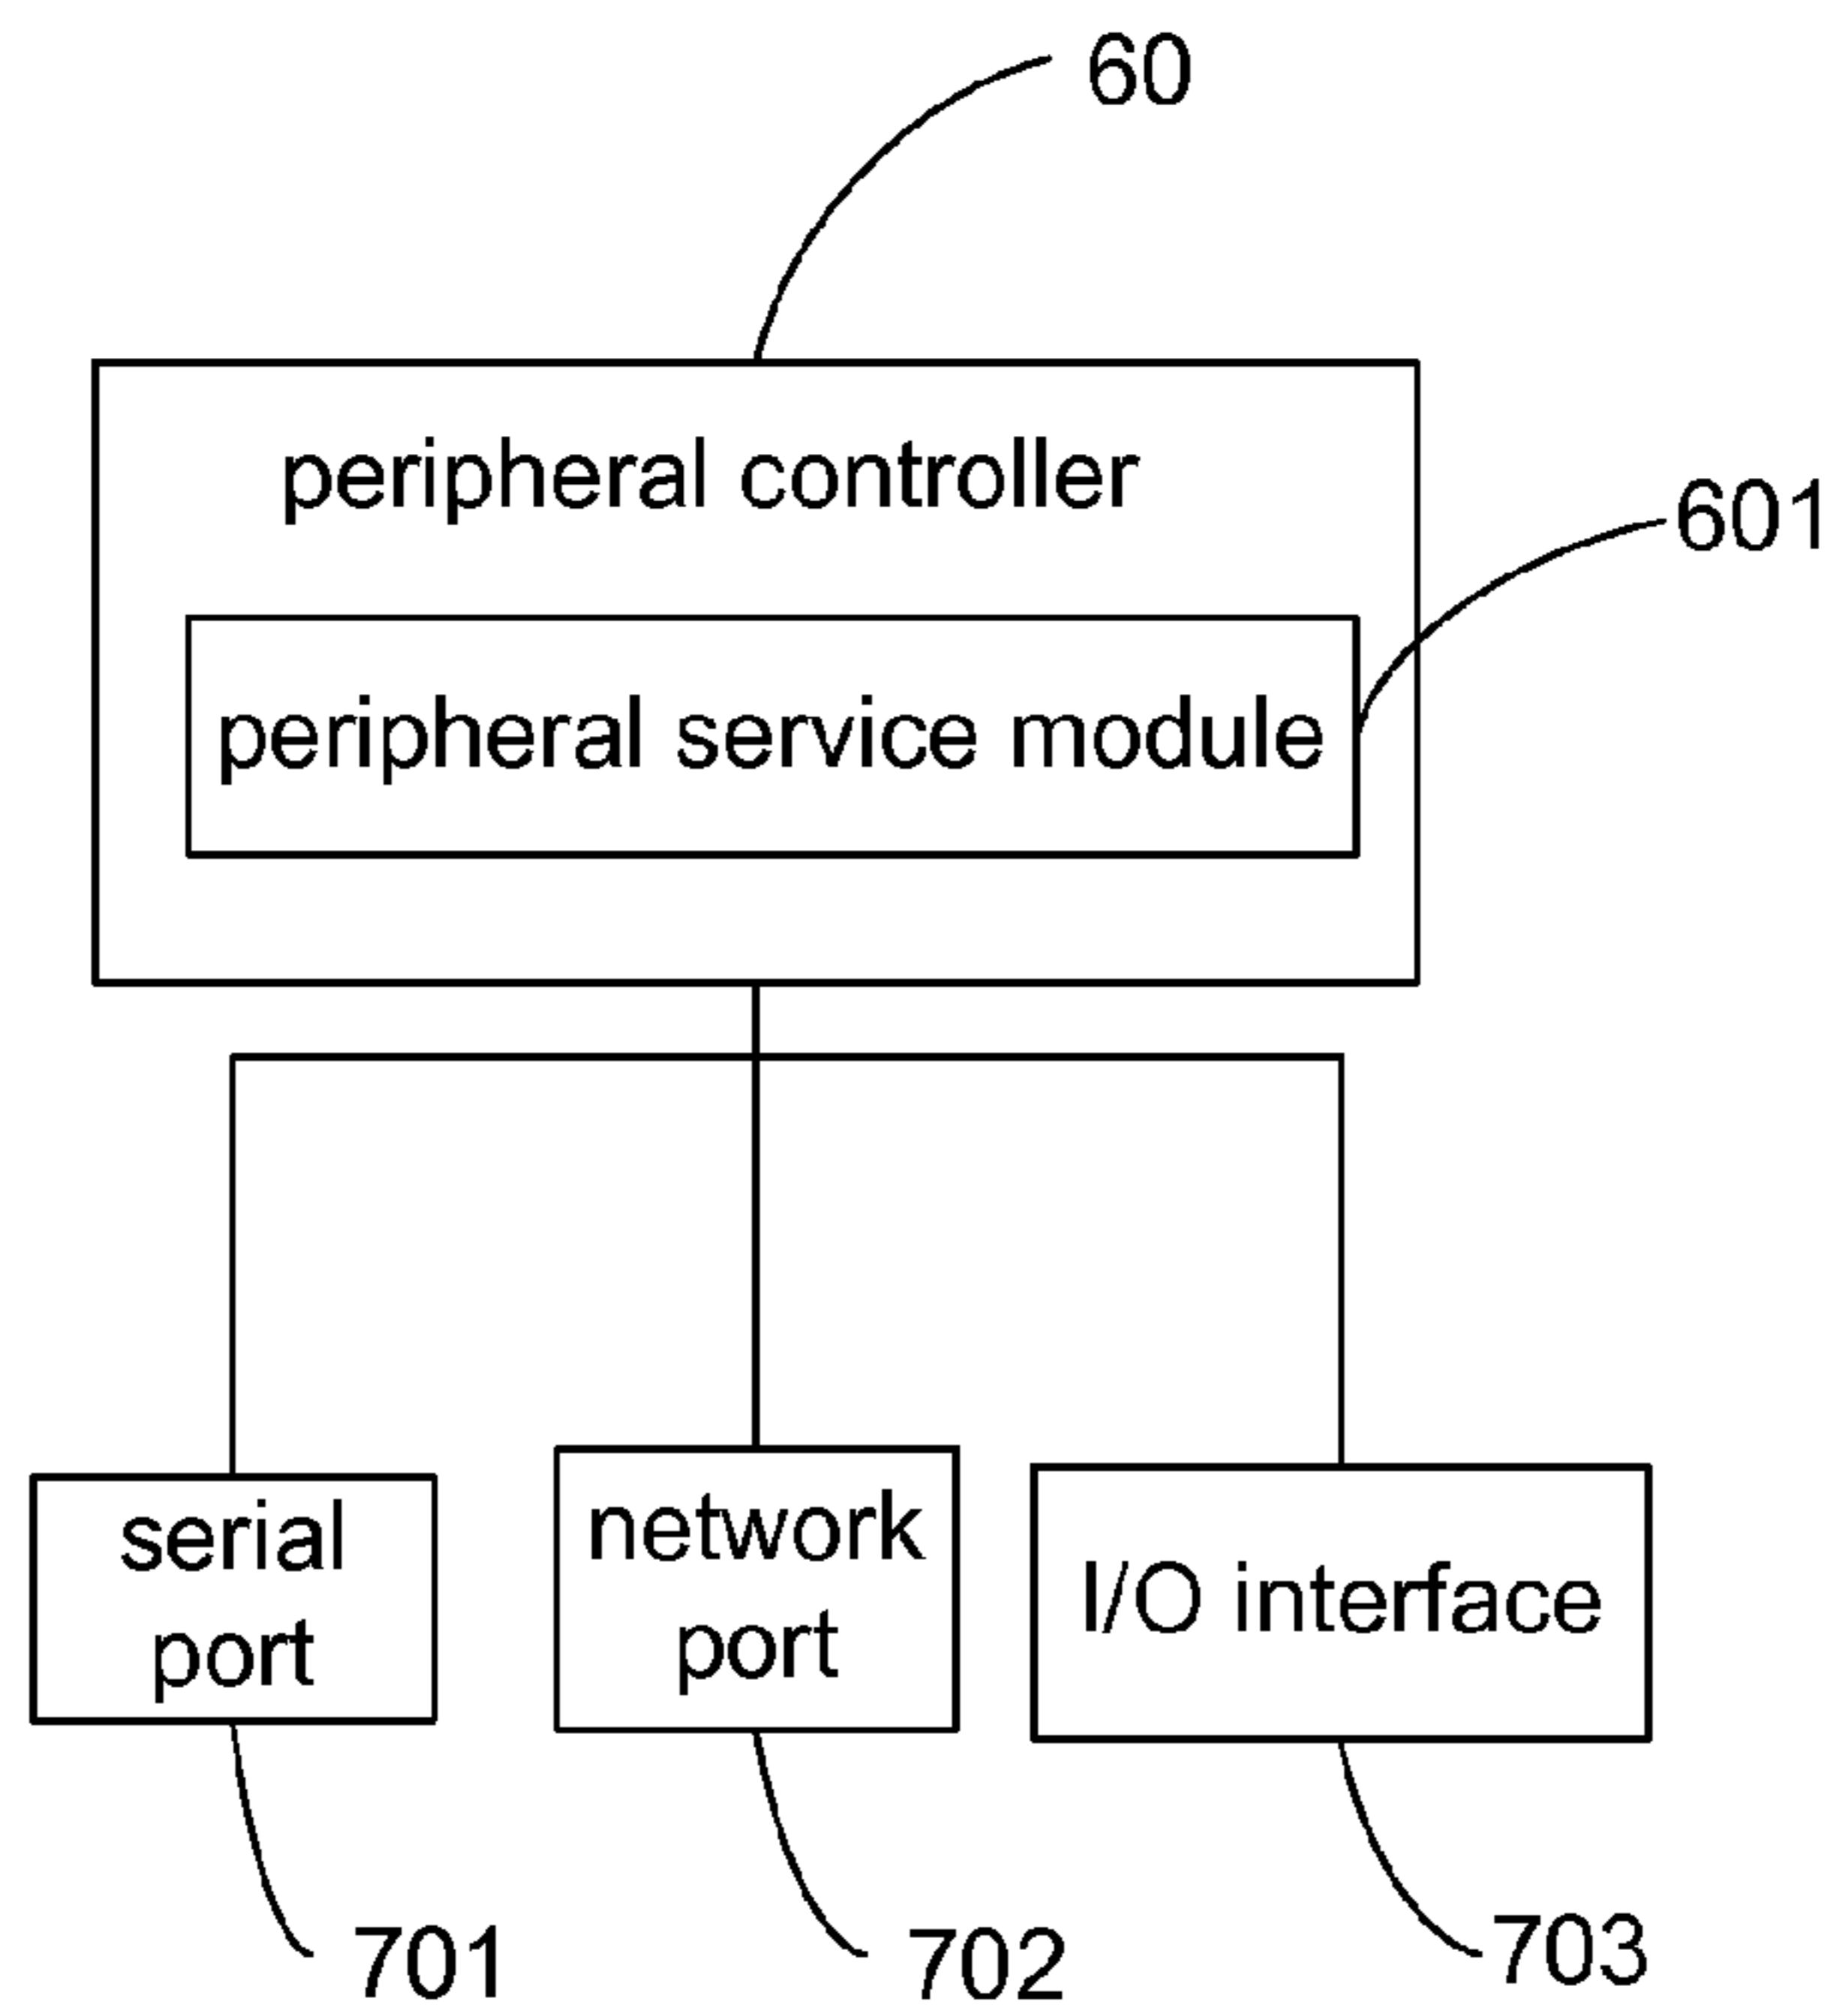 60
peripheral controller
601
peripheral service module
serial
port
network
port
I/O interface
701
702
703